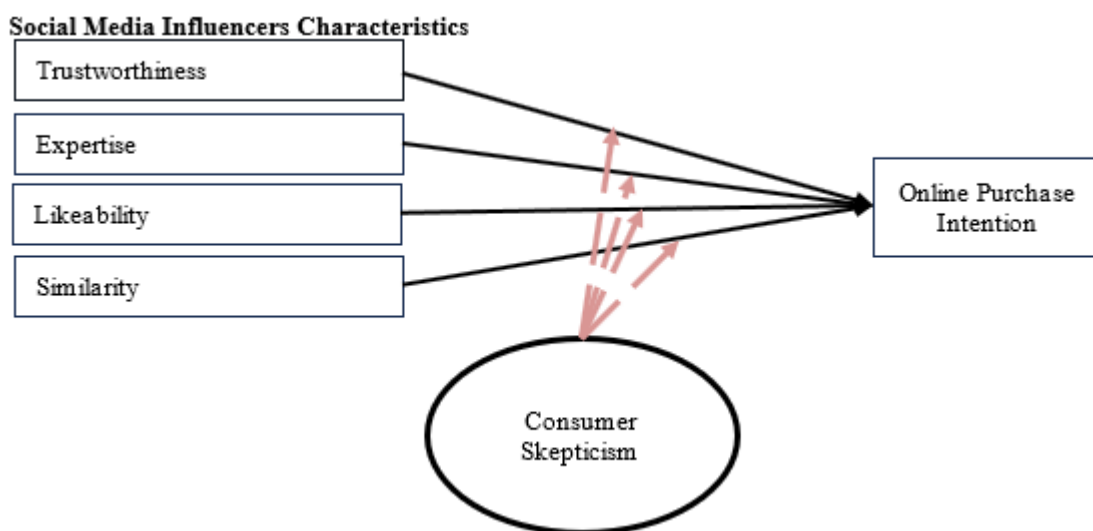 Social Media Influencers Characteristics
Trustworthiness
Expertise
Likeability
Similarity
Online Purchase
Intention
Consumer
Skepticism